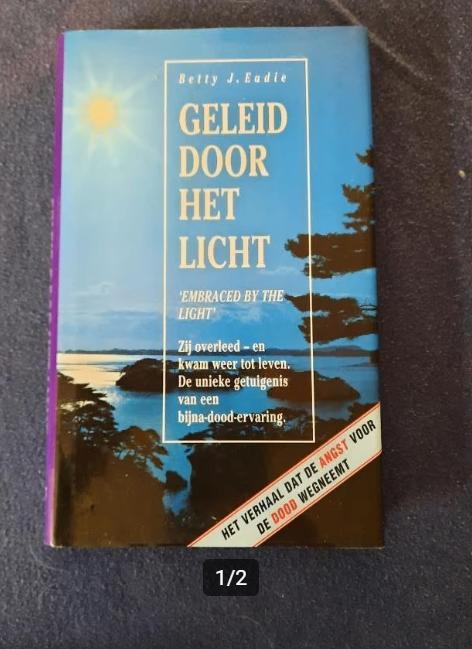 Betty J. Eadie
GELEID
DOOR
HET
LICHT
'EMBRACED BY THE
LIGHT'
Zij overleed – en
kwam weer tot leven.
De unieke getuigenis
van een
bijna-dood-ervaring.
HET VERHAAL DAT DE ANGST VOOR
DE DOOD WEGNEEMT
1/2